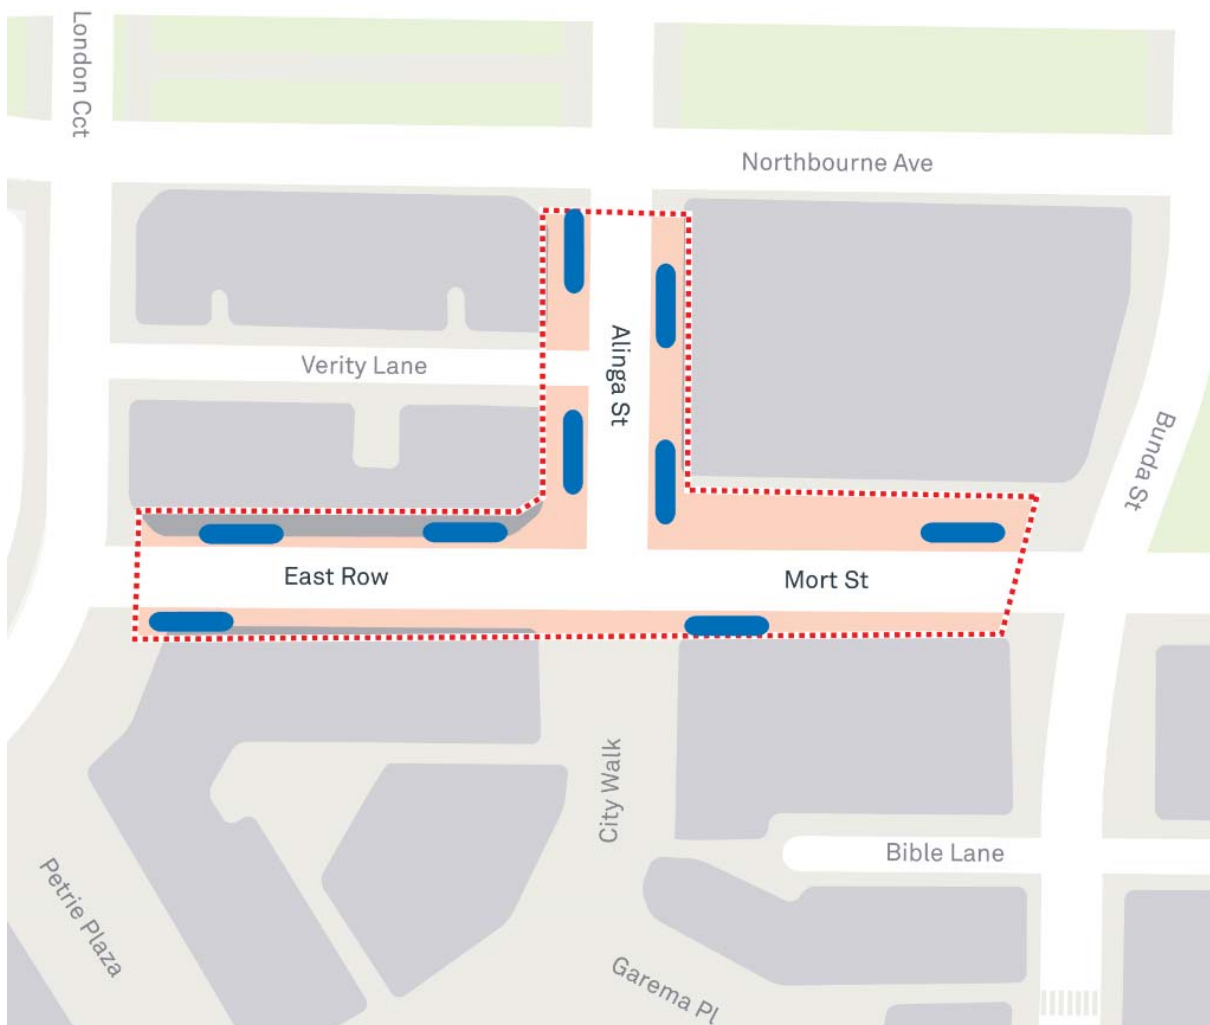 London Cct
Northbourne Ave
Alinga St
Verity Lane
Bunda St
East Row
Mort St
City Walk
Bible Lane
Petrie Plaza
Garema Pl